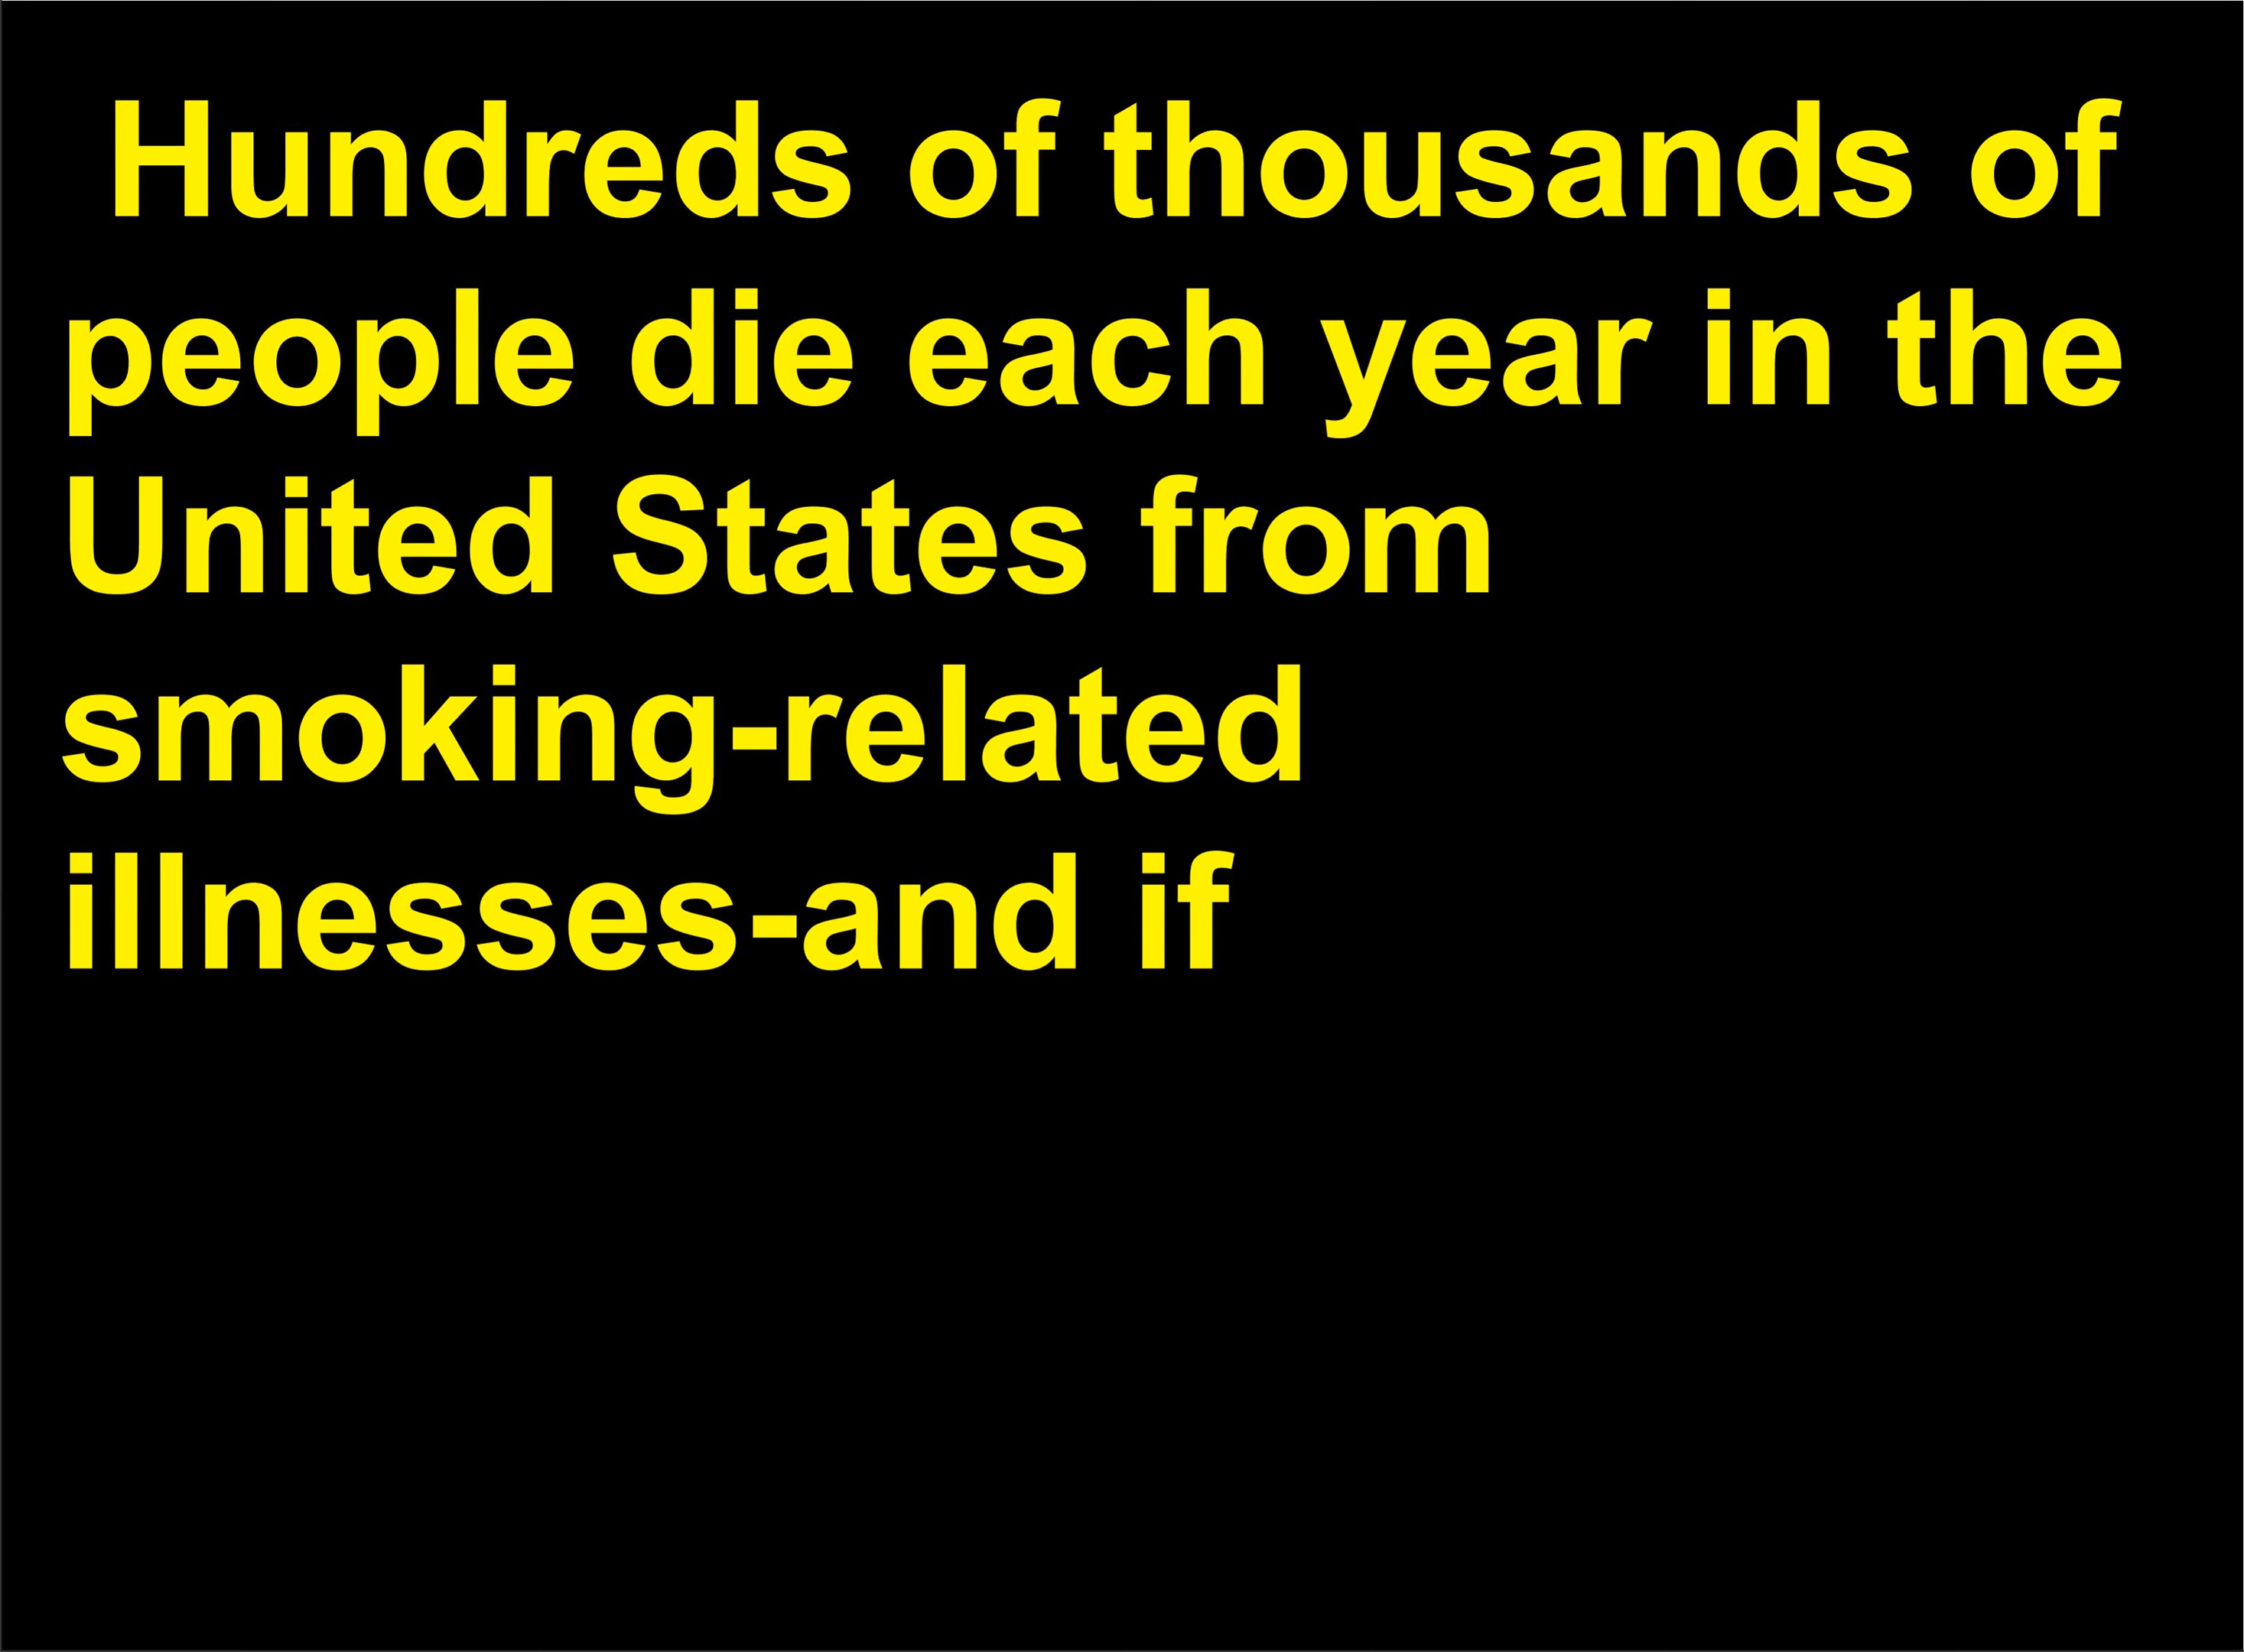 Hundreds of thousands of
people die each year in the
United States from
smoking-related
illnesses-and if